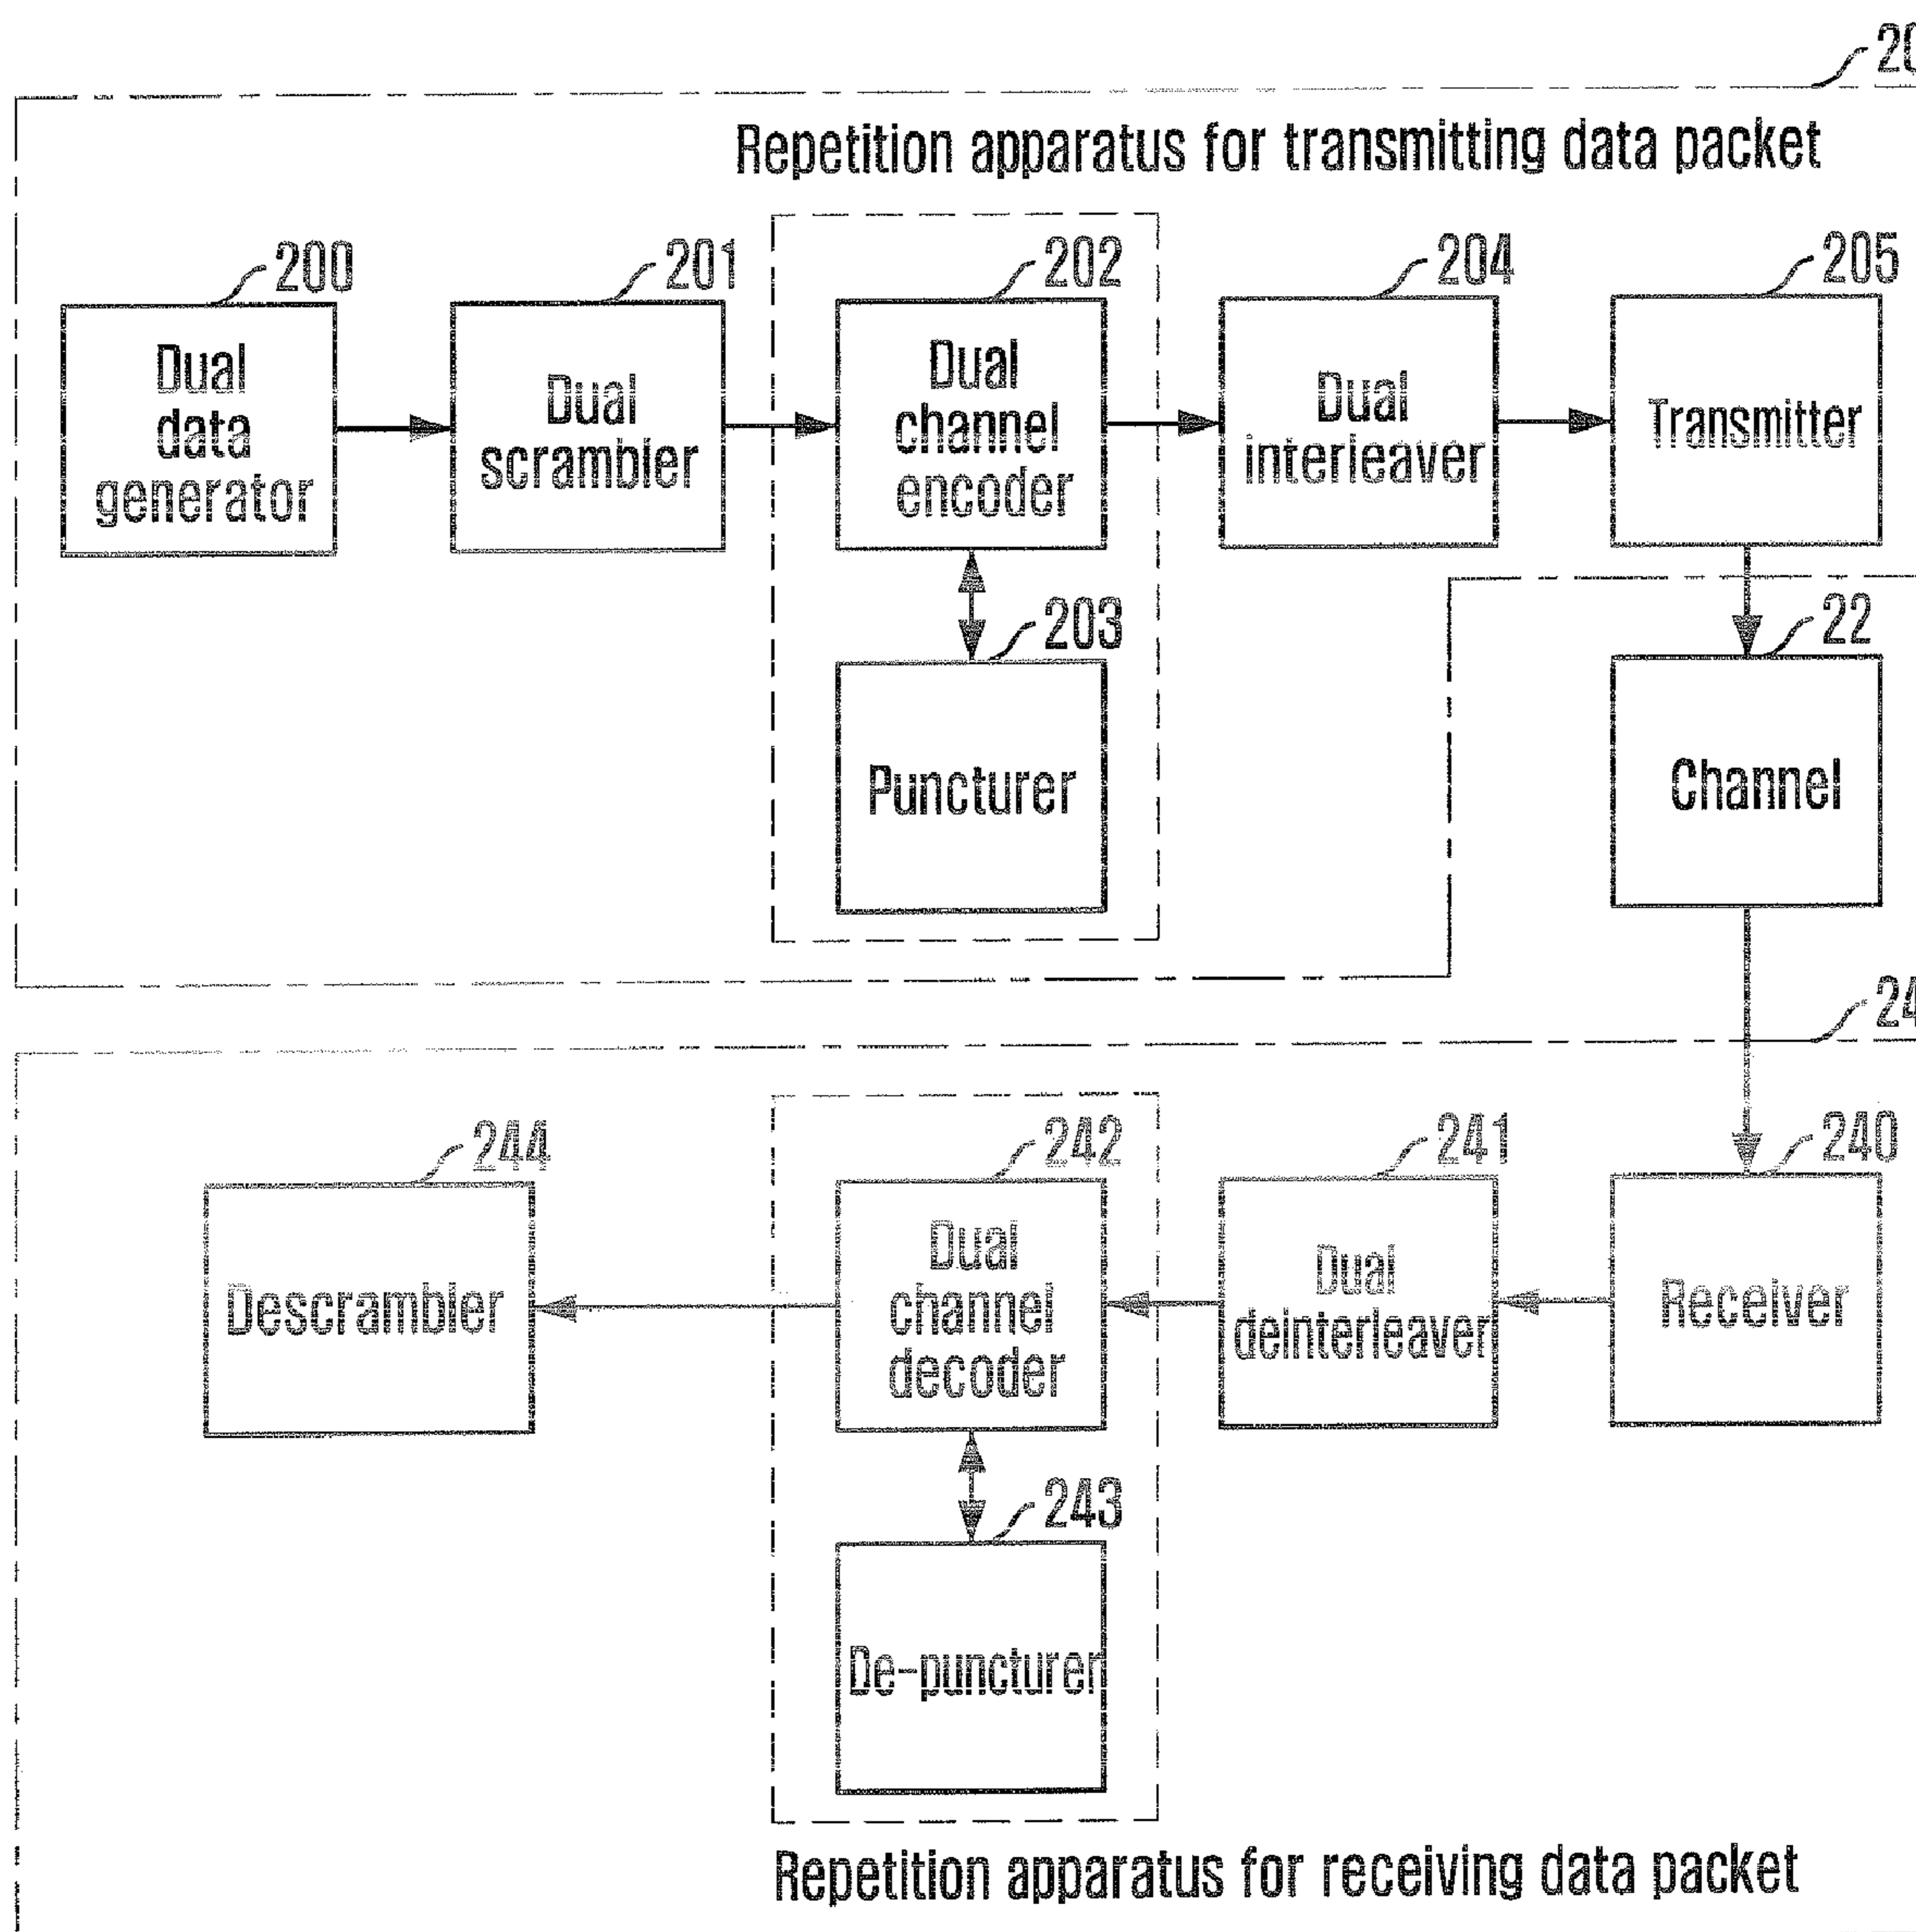 20
Repetition apparatus for transmitting data packet
200
201
202
204
205
Dual
data
generator
Dual
scrambler
Dual
channel
encoder
Dual
interleaver
Transmitter
203
22
Puncturer
Channel
24
244
242
241
240
Descrambler
Dual
channel
decoder
Dual
deinterleaver
Receiver
243
De-puncturer
Repetition apparatus for receiving data packet